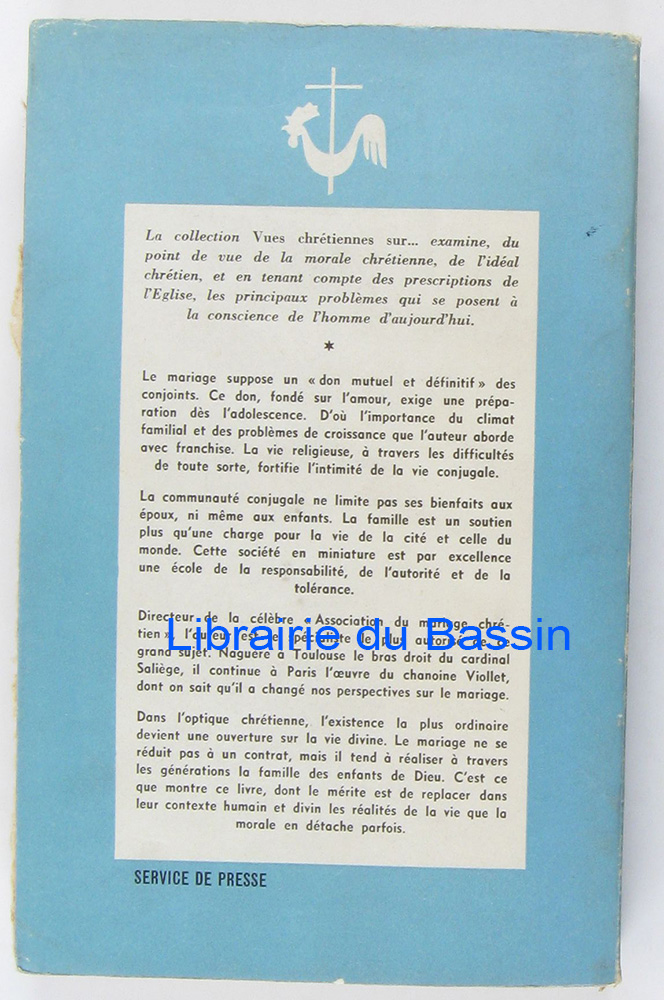 La collection Vues chrétiennes sur... examine, du
point de vue de la morale chrétienne, de l'idéal
chrétien, et en tenant compte des prescriptions de
l'Eglise, les principaux problèmes qui se posent à
la conscience de l'homme d'aujourd'hui.
Le mariage suppose un « don mutuel et définitif » des
conjoints. Ce don, fondé sur l'amour, exige une prépa-
ration dès l'adolescence. D'où l'importance du climat
familial et des problèmes de croissance que l'auteur aborde
avec franchise. La vie religieuse, à travers les difficultés
de toute sorte, fortifie l'intimité de la vie conjugale.
La communauté conjugale ne limite pas ses bienfaits aux
époux, ni même aux enfants. La famille est un soutien
plus qu'une charge pour la vie de la cité et celle du
monde. Cette société en miniature est par excellence
une école de la responsabilité, de l'autorité et de la
tolérance.
Directeur de la célèbre « Association du mariage chré-
tien », l'auteur est le spécialiste le plus autorisé de ce
Librairie du Bassin
grand sujet. Naguère à Toulouse le bras droit du cardinal
Saliège, il continue à Paris l'œuvre du chanoine Viollet,
dont on sait qu'il a changé nos perspectives sur le mariage.
Dans l'optique chrétienne, l'existence la plus ordinaire
devient une ouverture sur la vie divine. Le mariage ne se
réduit pas à un contrat, mais il tend à réaliser à travers
les générations la famille des enfants de Dieu. C'est ce
que montre ce livre, dont le mérite est de replacer dans
leur contexte humain et divin les réalités de la vie que la
morale en détache parfois.
SERVICE DE PRESSE